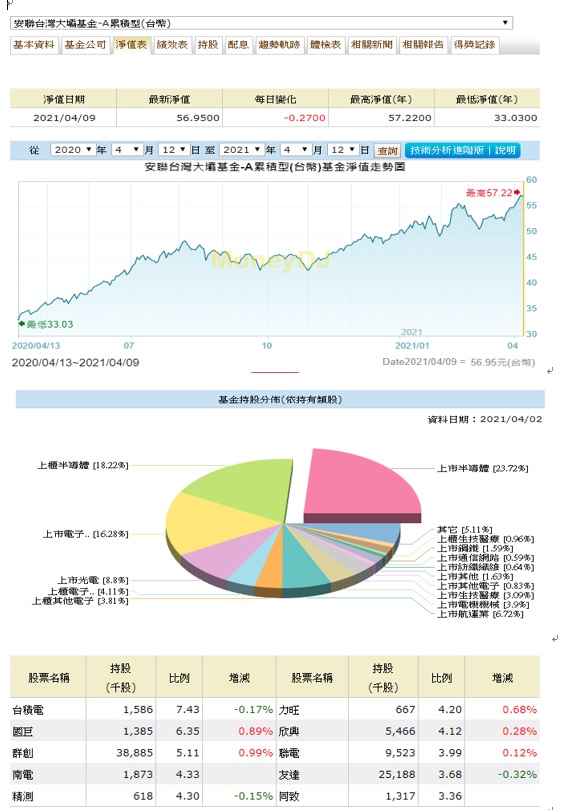 安聯台灣大壩基金-A累積型(台幣)
基本資料 基金公司 淨值表 績效表 持股 配息 趨勢軌跡 體檢表 相關新聞 相關報告 得獎記錄
淨值日期 最新淨值 每日變化 最高淨值(年) 最低淨值(年)
2021/04/09 56.9500 -0.2700 57.2200 33.0300
從 2020 年 4 月 12 日 至 2021 年 4 月 12 日 查詢 技術分析進階版 | 說明
安聯台灣大壩基金-A累積型(台幣)基金淨值走勢圖
60
最高57.22
55
50
MoneyDJ
45
40
35
最低33.03
2021
30
2020/04/13 07 10 2021/01 04
2020/04/13~2021/04/09 Date2021/04/09 = 56.95元(台幣)
基金持股分佈(依持有類股)
資料日期：2021/04/02
上櫃半導體 [18.22%]
上市半導體 [23.72%]
上市電子.. [16.28%]
其它 [5.11%]
上櫃生技醫療 [0.96%]
上市鋼鐵 [1.59%]
上市通信網路 [0.59%]
上市紡織纖維 [0.64%]
上市其他 [1.63%]
上市光電 [8.8%]
上市其他電子 [0.83%]
上櫃電子.. [4.11%]
上市生技醫療 [3.09%]
上櫃其他電子 [3.81%]
上市電機機械 [3.9%]
上市航運業 [6.72%]
股票名稱 持股(千股) 比例 增減 股票名稱 持股(千股) 比例 增減
台積電 1,586 7.43 -0.17% 力旺 667 4.20 0.68%
國巨 1,385 6.35 0.89% 欣興 5,466 4.12 0.28%
群創 38,885 5.11 0.99% 聯電 9,523 3.99 0.12%
南電 1,873 4.33 友達 25,188 3.68 -0.32%
精測 618 4.30 -0.15% 同致 1,317 3.36